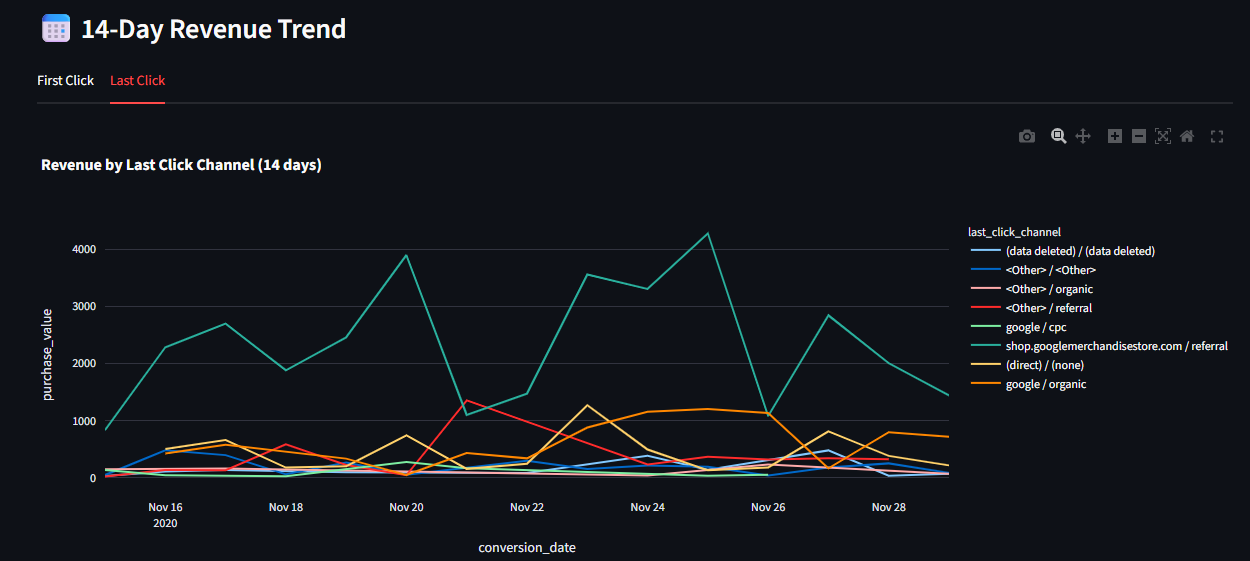 14-Day Revenue Trend
First Click
Last Click
Revenue by Last Click Channel (14 days)
last_click_channel
(data deleted) / (data deleted)
<Other> / <Other>
<Other> / organic
<Other> / referral
google / cpc
shop.googlemerchandisestore.com / referral
(direct) / (none)
google / organic
purchase_value
4000
3000
2000
1000
0
Nov 16
2020
Nov 18
Nov 20
Nov 22
Nov 24
Nov 26
Nov 28
conversion_date